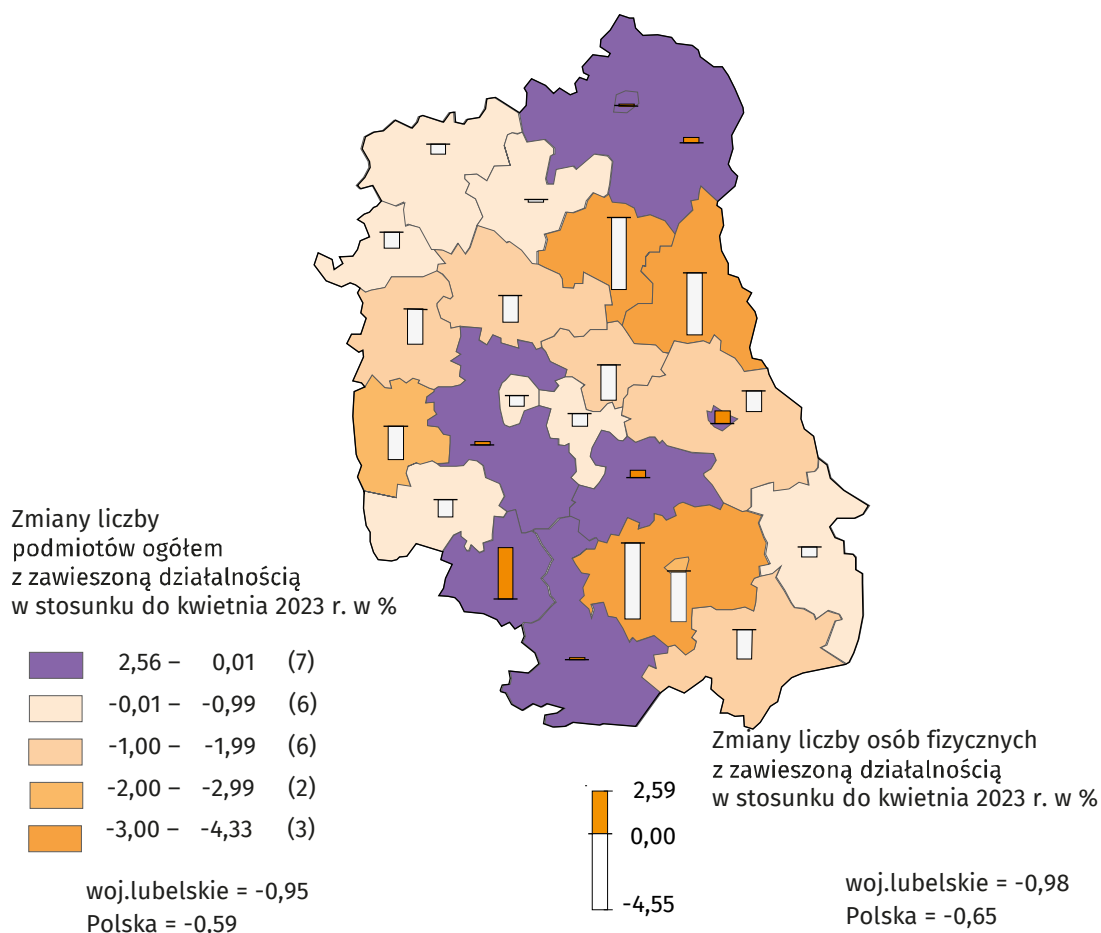 Zmiany liczby
podmiotów ogółem
z zawieszoną działalnością
w stosunku do kwietnia 2023 r. w %
2,56 – 0,01 (7)
-0,01 – -0,99 (6)
-1,00 – -1,99 (6)
-2,00 – -2,99 (2)
-3,00 – -4,33 (3)
woj.lubelskie = -0,95
Polska = -0,59
Zmiany liczby osób fizycznych
z zawieszoną działalnością
w stosunku do kwietnia 2023 r. w %
2,59
0,00
-4,55
woj.lubelskie = -0,98
Polska = -0,65